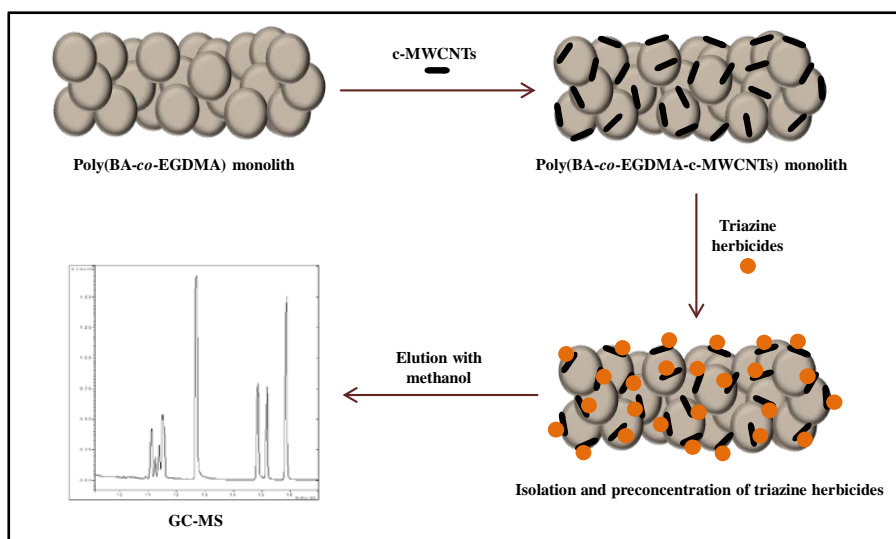 c-MWCNTs
Poly(BA-co-EGDMA) monolith
Poly(BA-co-EGDMA-c-MWCNTs) monolith
Triazine
herbicides
Elution with
methanol
Isolation and preconcentration of triazine herbicides
GC-MS